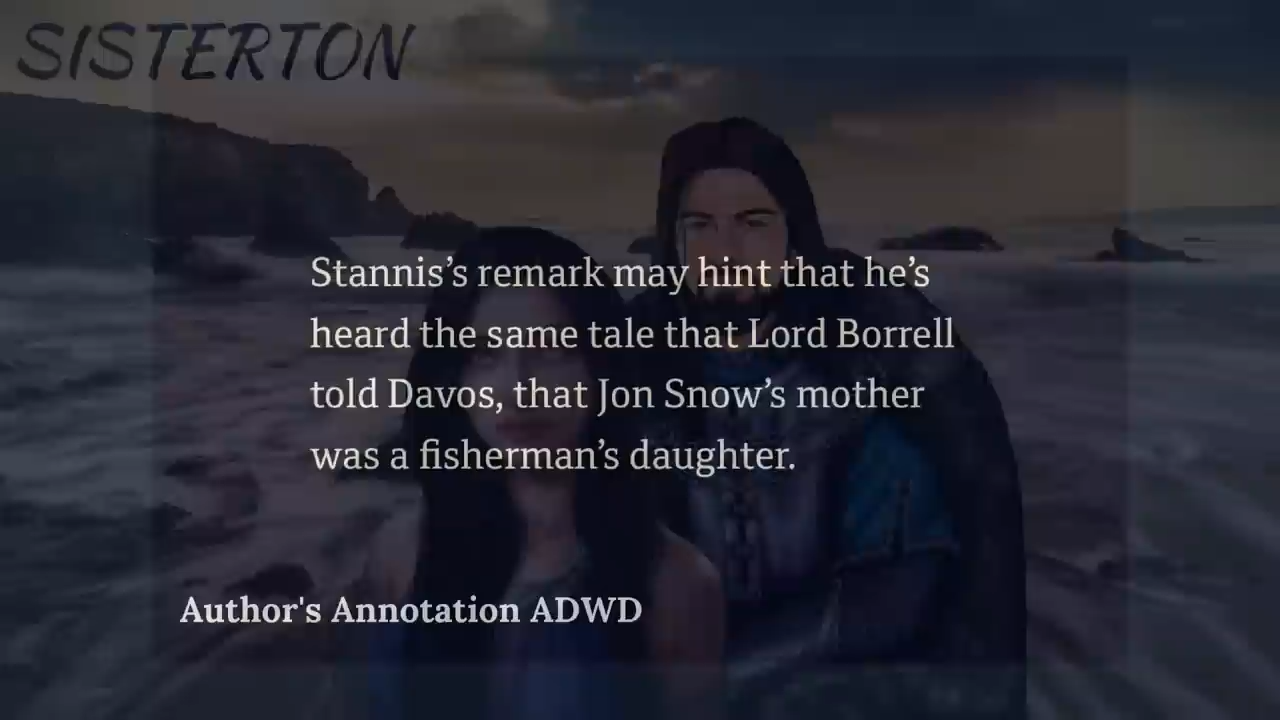 SISTERTON
Stannis’s remark may hint that he’s
heard the same tale that Lord Borrell
told Davos, that Jon Snow’s mother
was a fisherman’s daughter.
Author's Annotation ADWD